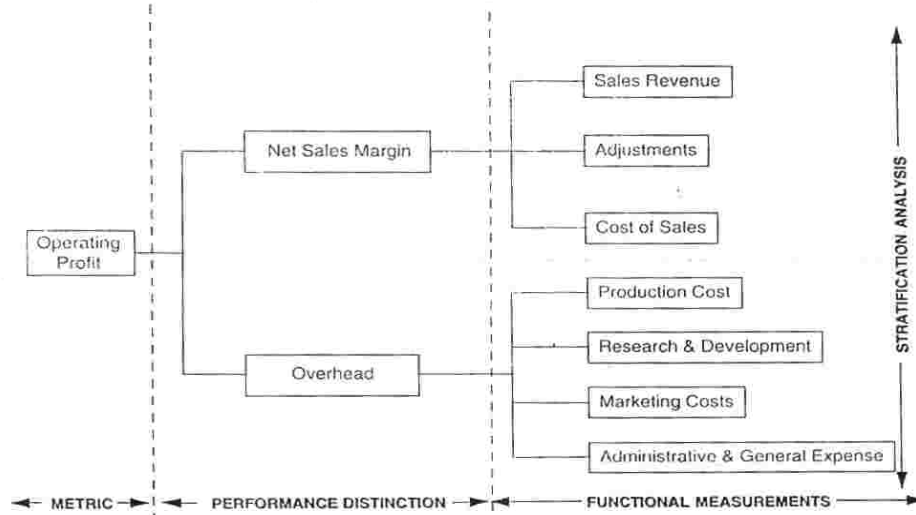 Sales Revenue
Net Sales Margin
Adjustments
Cost of Sales
Operating
Profit
Production Cost
Research & Development
Overhead
Marketing Costs
Administrative & General Expense
STRATIFICATION ANALYSIS
METRIC
PERFORMANCE DISTINCTION
FUNCTIONAL MEASUREMENTS